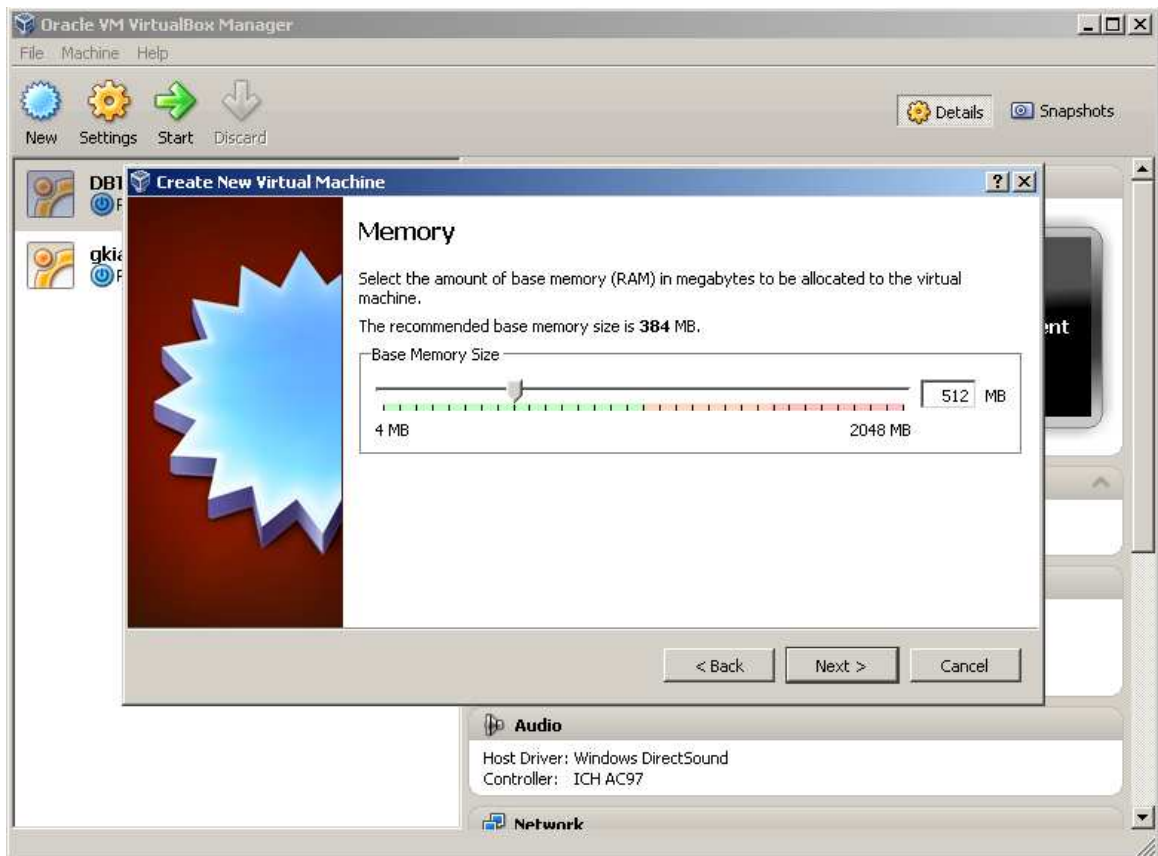 Oracle VM VirtualBox Manager
File Machine Help
New Settings Start Discard
Details Snapshots
Create New Virtual Machine
Memory
Select the amount of base memory (RAM) in megabytes to be allocated to the virtual
machine.
The recommended base memory size is 384 MB.
Base Memory Size
512 MB
4 MB 2048 MB
< Back Next > Cancel
Audio
Host Driver: Windows DirectSound
Controller: ICH AC97
Network